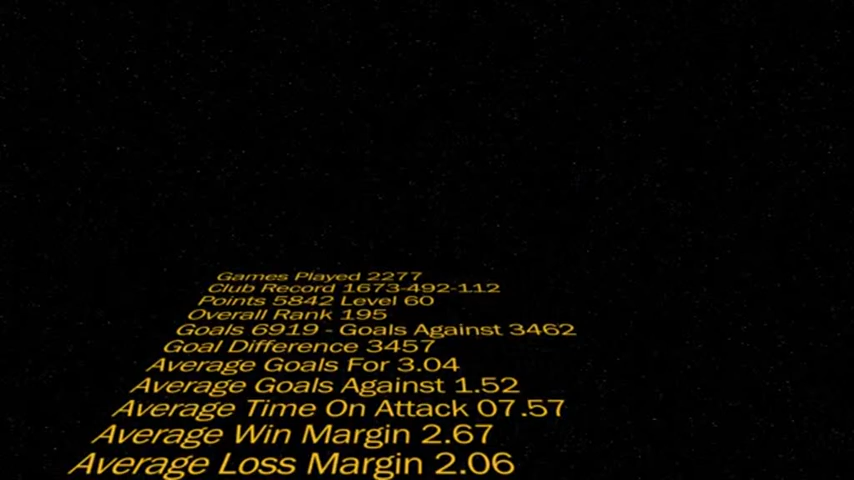 Games Played 2277
Club Record 1673-492-112
Points 5842 Level 60
Overall Rank 195
Goals 6919 - Goals Against 3462
Goal Difference 3457
Average Goals For 3.04
Average Goals Against 1.52
Average Time On Attack 07.57
Average Win Margin 2.67
Average Loss Margin 2.06